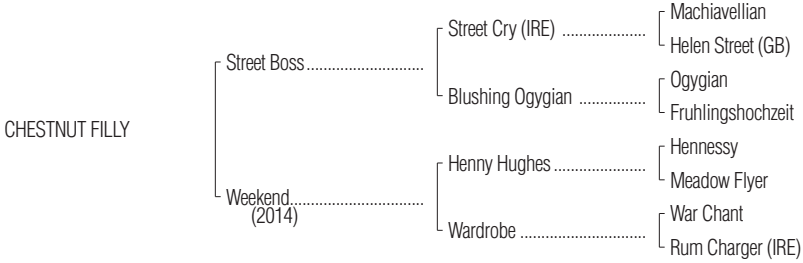 Machiavellian
Street Cry (IRE) ....................
Helen Street (GB)
Street Boss............................
Ogygian
Blushing Ogygian ................
Fruhlingshochzeit
CHESTNUT FILLY
Hennessy
Henny Hughes ......................
Meadow Flyer
Weekend................................
(2014)
War Chant
Wardrobe ..............................
Rum Charger (IRE)